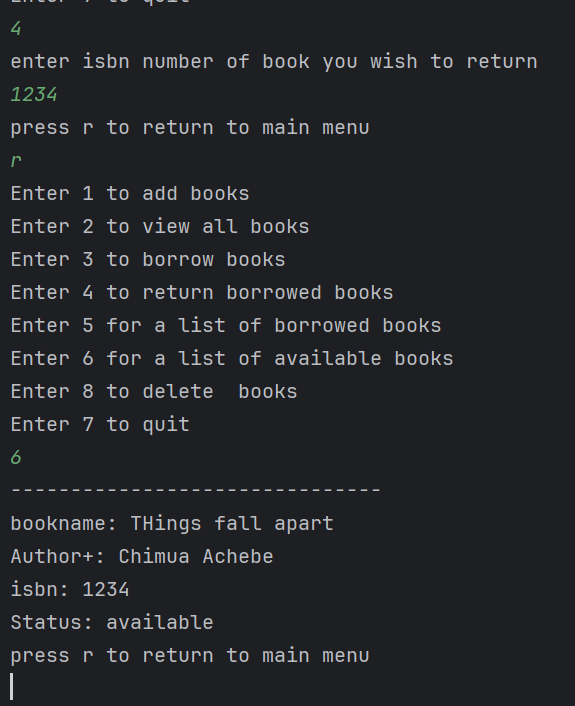 Enter 7 to quit
4
enter isbn number of book you wish to return
1234
press r to return to main menu
r
Enter 1 to add books
Enter 2 to view all books
Enter 3 to borrow books
Enter 4 to return borrowed books
Enter 5 for a list of borrowed books
Enter 6 for a list of available books
Enter 8 to delete  books
Enter 7 to quit
6
-------------------------------
bookname: THings fall apart
Author+: Chimua Achebe
isbn: 1234
Status: available
press r to return to main menu